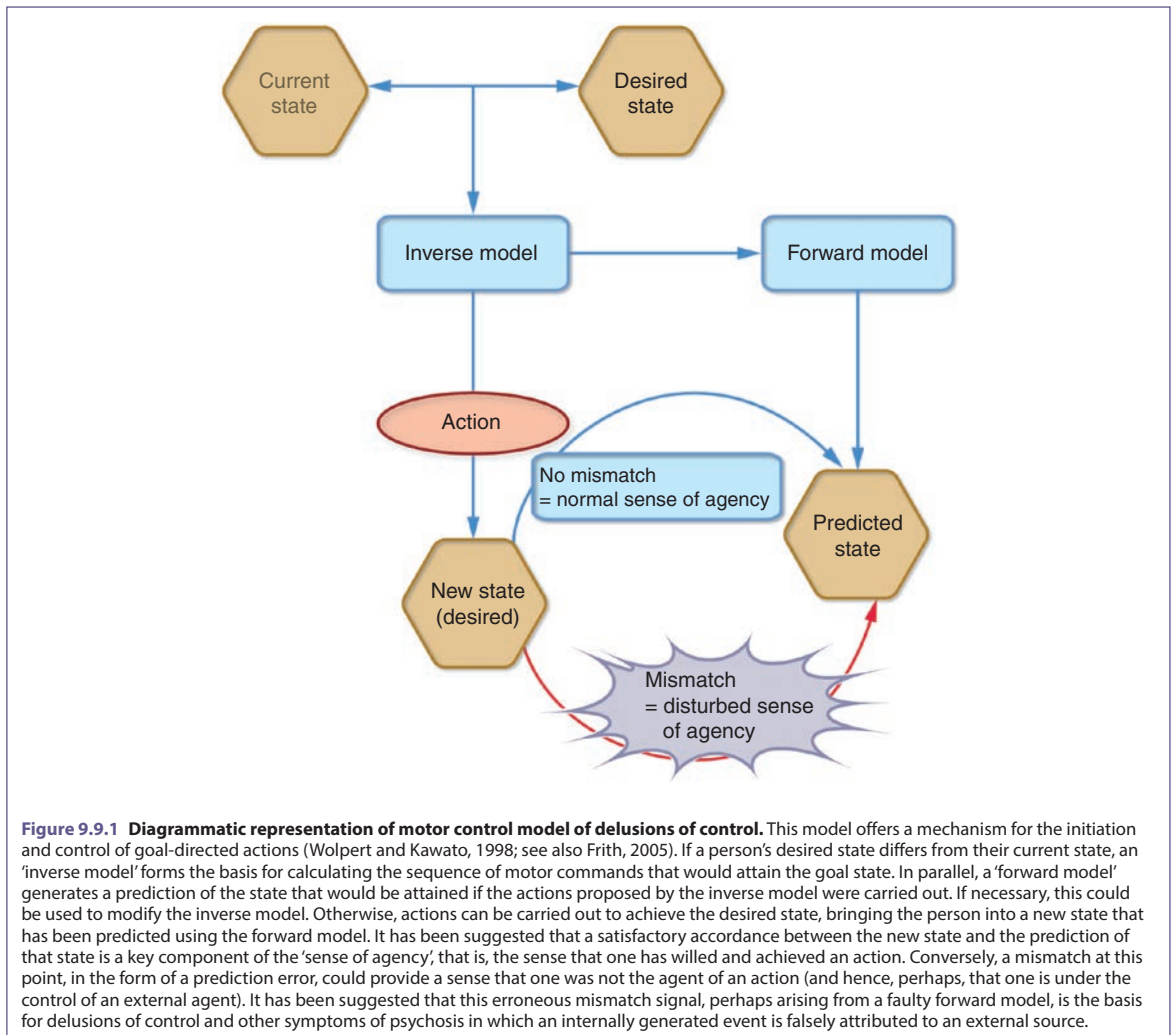 Current
state
Desired
state
Inverse model
Forward model
Action
No mismatch
= normal sense of agency
Predicted
state
New state
(desired)
Mismatch
= disturbed sense
of agency
Figure 9.9.1 Diagrammatic representation of motor control model of delusions of control. This model offers a mechanism for the initiation
and control of goal-directed actions (Wolpert and Kawato, 1998; see also Frith, 2005). If a person’s desired state differs from their current state, an
‘inverse model’ forms the basis for calculating the sequence of motor commands that would attain the goal state. In parallel, a ‘forward model’
generates a prediction of the state that would be attained if the actions proposed by the inverse model were carried out. If necessary, this could
be used to modify the inverse model. Otherwise, actions can be carried out to achieve the desired state, bringing the person into a new state that
has been predicted using the forward model. It has been suggested that a satisfactory accordance between the new state and the prediction of
that state is a key component of the ‘sense of agency’, that is, the sense that one has willed and achieved an action. Conversely, a mismatch at this
point, in the form of a prediction error, could provide a sense that one was not the agent of an action (and hence, perhaps, that one is under the
control of an external agent). It has been suggested that this erroneous mismatch signal, perhaps arising from a faulty forward model, is the basis
for delusions of control and other symptoms of psychosis in which an internally generated event is falsely attributed to an external source.